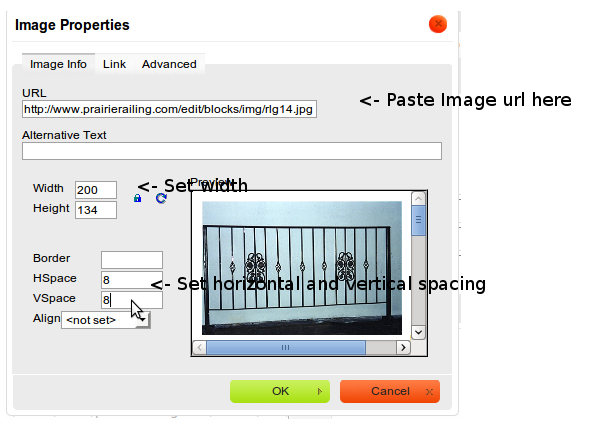 Image Properties
Image Info Link Advanced
URL
http://www.prairierailing.com/edit/blocks/img/rlg14.jpg
<- Paste Image url here
Alternative Text
Width 200
<- Set width
Preview
Height 134
Border
HSpace 8
<- Set horizontal and vertical spacing
VSpace 8
Align <not set>
OK
Cancel